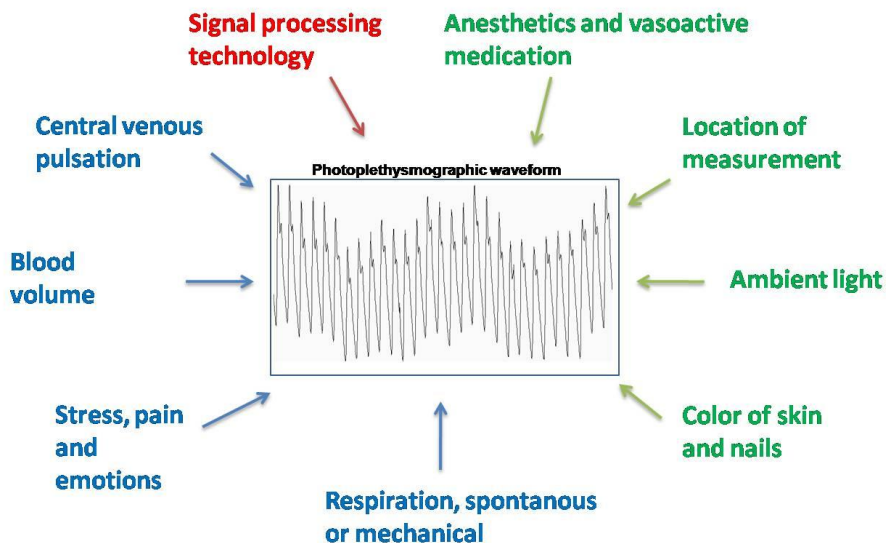 Signal processing
technology
Anesthetics and vasoactive
medication
Central venous
pulsation
Location of
measurement
Photoplethysmographic waveform
Blood
volume
Ambient light
Stress, pain
and
emotions
Color of skin
and nails
Respiration, spontanous
or mechanical